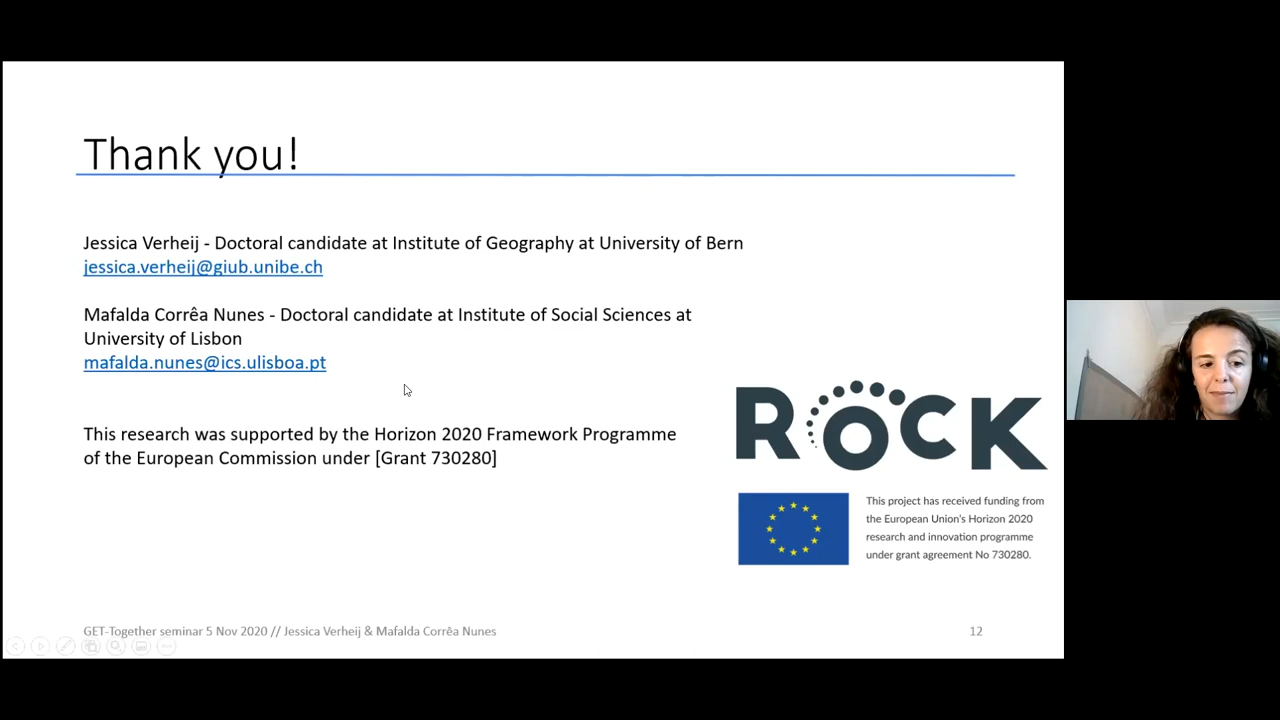 Thank you!
Jessica Verheij - Doctoral candidate at Institute of Geography at University of Bern
jessica.verheij@giub.unibe.ch
Mafalda Corrêa Nunes - Doctoral candidate at Institute of Social Sciences at
University of Lisbon
mafalda.nunes@ics.ulisboa.pt
This research was supported by the Horizon 2020 Framework Programme
of the European Commission under [Grant 730280]
ROCK
This project has received funding from
the European Union's Horizon 2020
research and innovation programme
under grant agreement No 730280.
GET-Together seminar 5 Nov 2020 // Jessica Verheij & Mafalda Corrêa Nunes
12